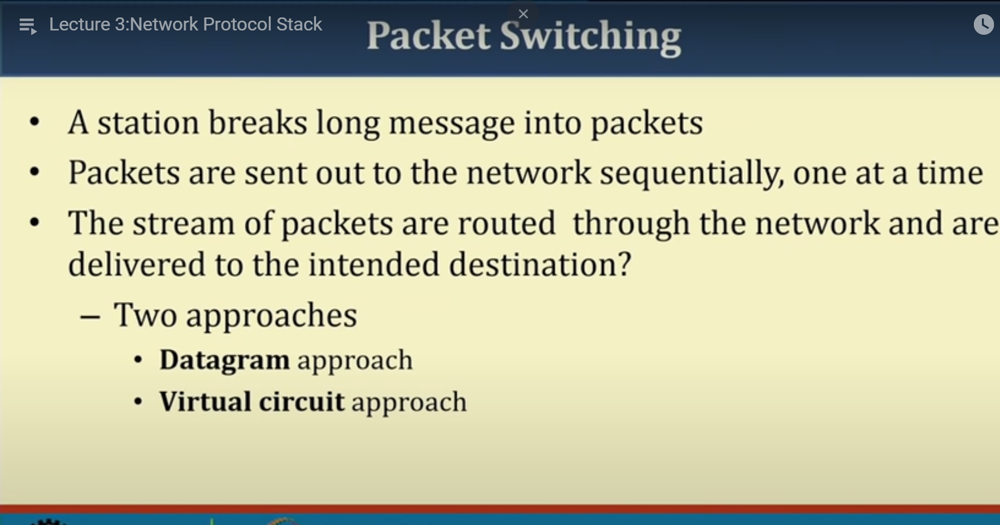 Lecture 3:Network Protocol Stack
Packet Switching
• A station breaks long message into packets
• Packets are sent out to the network sequentially, one at a time
• The stream of packets are routed through the network and are
delivered to the intended destination?
– Two approaches
• Datagram approach
• Virtual circuit approach